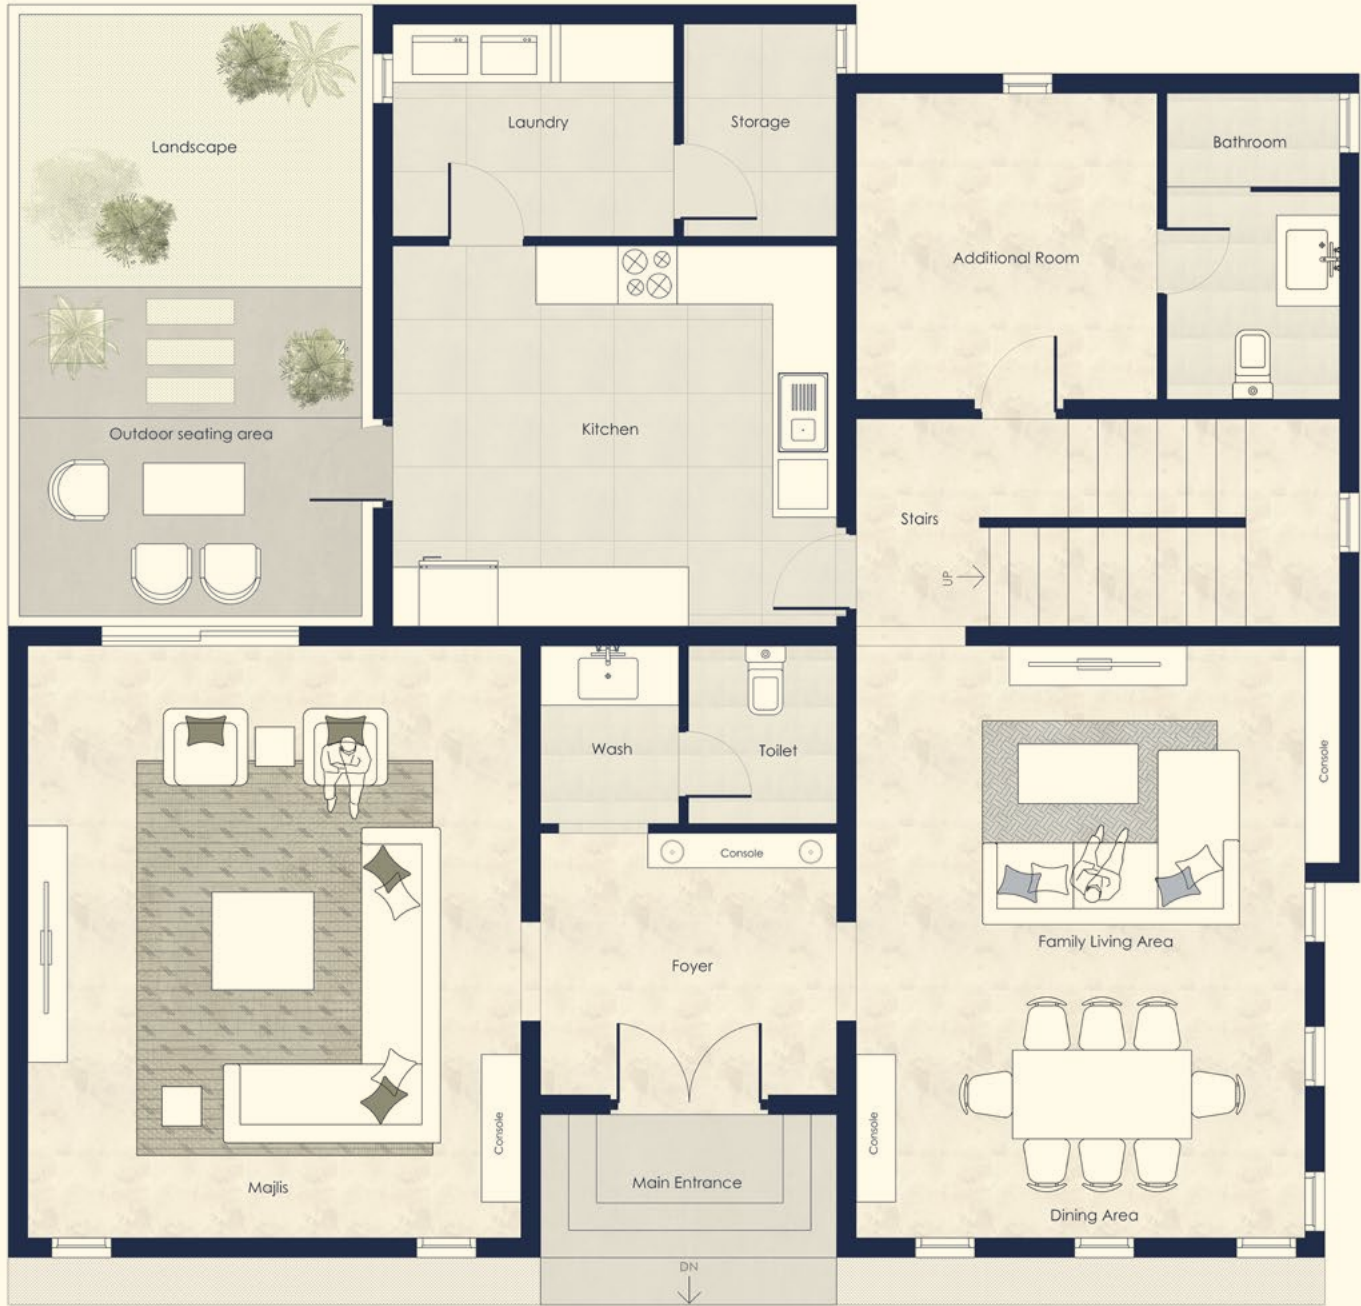 Laundry
Storage
Landscape
Bathroom
Additional Room
Outdoor seating area
Kitchen
Stairs
UP
Wash
Toilet
Console
Console
Family Living Area
Foyer
Console
Console
Majlis
Main Entrance
Dining Area
DN